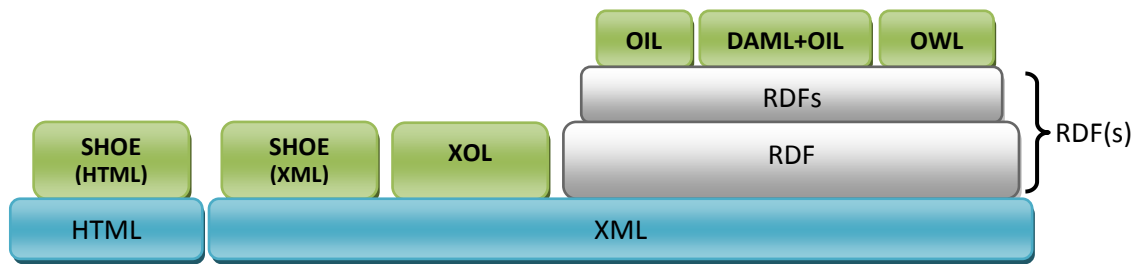 OIL
DAML+OIL
OWL
RDFs
RDF(s)
SHOE
(HTML)
SHOE
(XML)
XOL
RDF
HTML
XML